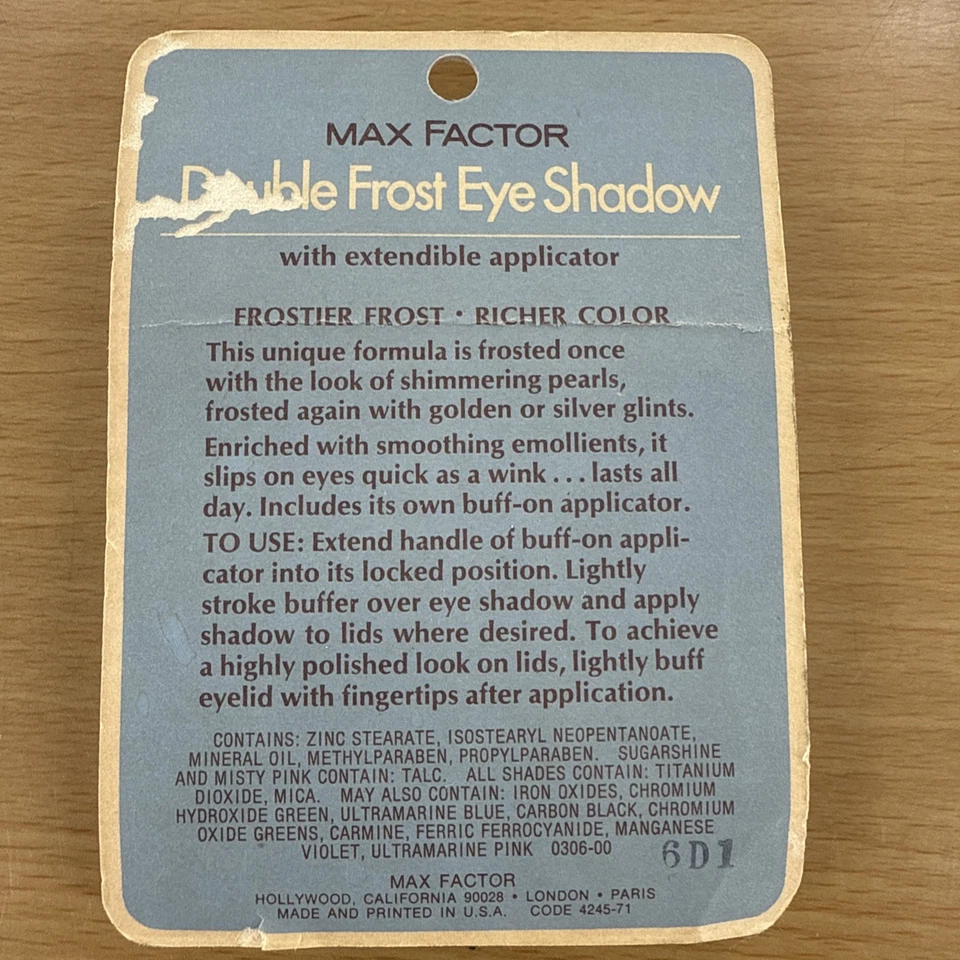 MAX FACTOR
Double Frost Eye Shadow
with extendible applicator
FROSTIER FROST • RICHER COLOR
This unique formula is frosted once
with the look of shimmering pearls,
frosted again with golden or silver glints.
Enriched with smoothing emollients, it
slips on eyes quick as a wink ... lasts all
day. Includes its own buff-on applicator.
TO USE: Extend handle of buff-on appli-
cator into its locked position. Lightly
stroke buffer over eye shadow and apply
shadow to lids where desired. To achieve
a highly polished look on lids, lightly buff
eyelid with fingertips after application.
CONTAINS: ZINC STEARATE, ISOSTEARYL NEOPENTANOATE,
MINERAL OIL, METHYLPARABEN, PROPYLPARABEN. SUGARSHINE
AND MISTY PINK CONTAIN: TALC. ALL SHADES CONTAIN: TITANIUM
DIOXIDE, MICA. MAY ALSO CONTAIN: IRON OXIDES, CHROMIUM
HYDROXIDE GREEN, ULTRAMARINE BLUE, CARBON BLACK, CHROMIUM
OXIDE GREENS, CARMINE, FERRIC FERROCYANIDE, MANGANESE
VIOLET, ULTRAMARINE PINK 0306-00
6D1
MAX FACTOR
HOLLYWOOD, CALIFORNIA 90028 • LONDON • PARIS
MADE AND PRINTED IN U.S.A. CODE 4245-71